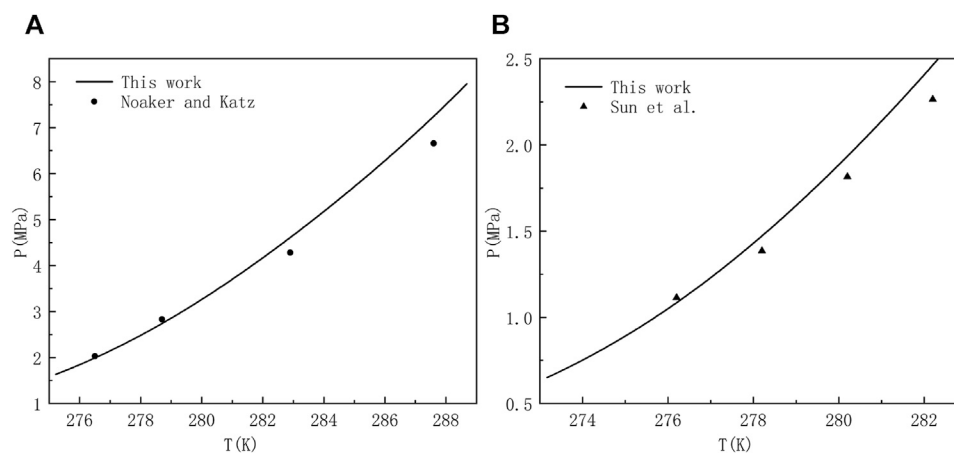 A
This work
Noaker and Katz
8
7
6
5
4
3
2
1
P(MPa)
276 278 280 282 284 286 288
T(K)
B
This work
Sun et al.
2.5
2.0
1.5
1.0
0.5
P(MPa)
274 276 278 280 282
T(K)